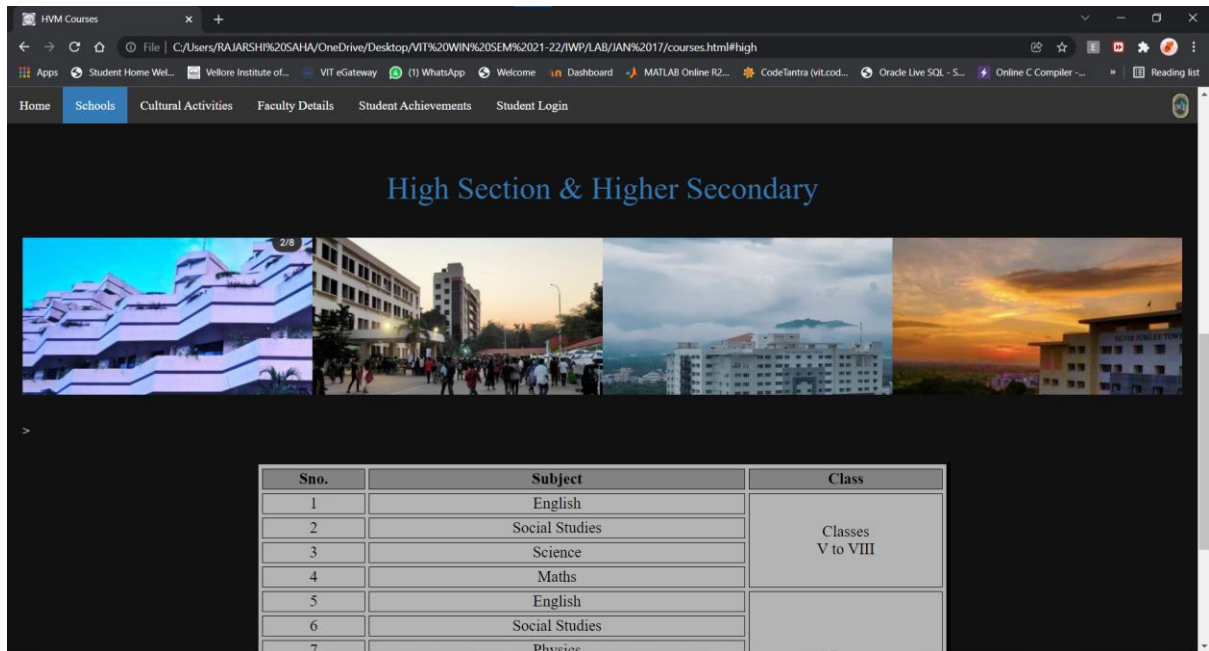 HVM Courses
File | C:/Users/RAJARSHI%20SAHA/OneDrive/Desktop/VIT%20WIN%20SEM%2021-22/IWP/LAB/JAN%2017/courses.html#high
Apps Student Home Wel... Vellore Institute of... VIT eGateway (1) WhatsApp Welcome Dashboard MATLAB Online R2... CodeTantra (vit.cod... Oracle Live SQL - S... Online C Compiler -... » Reading list
Home Schools Cultural Activities Faculty Details Student Achievements Student Login
High Section & Higher Secondary
2/8
SILVER JUBILEE TOWER
>
Sno. Subject Class
1 English
2 Social Studies
Classes
V to VIII
3 Science
4 Maths
5 English
6 Social Studies
7 Physics